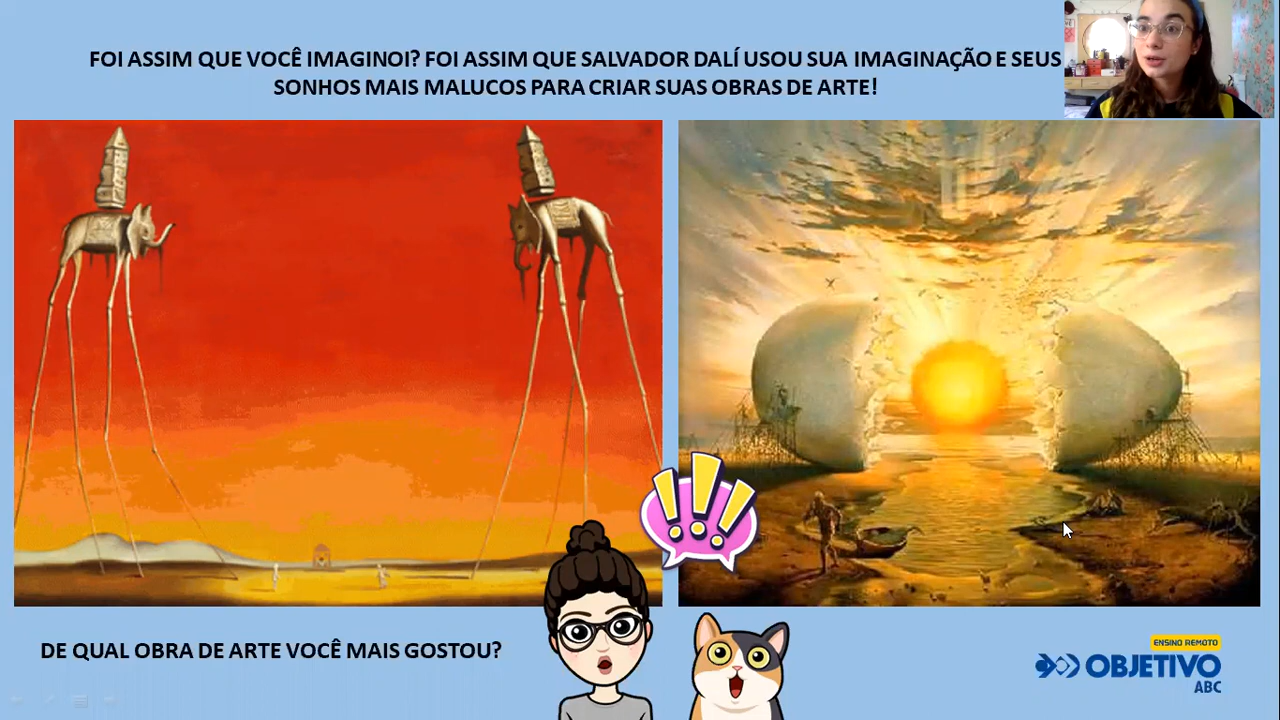 FOI ASSIM QUE VOCÊ IMAGINOI? FOI ASSIM QUE SALVADOR DALÍ USOU SUA IMAGINAÇÃO E SEUS
SONHOS MAIS MALUCOS PARA CRIAR SUAS OBRAS DE ARTE!
DE QUAL OBRA DE ARTE VOCÊ MAIS GOSTOU?
ENSINO REMOTO
OBJETIVO
ABC